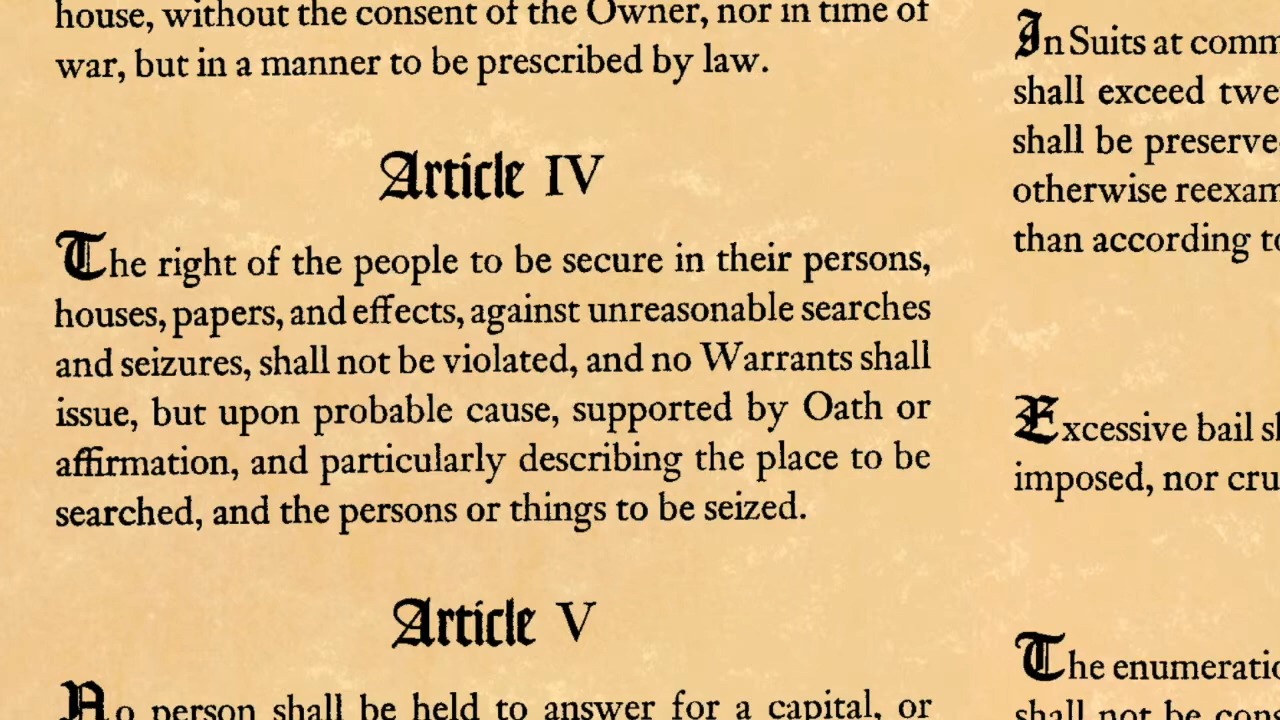 house, without the consent of the Owner, nor in time of
war, but in a manner to be prescribed by law.
Article IV
The right of the people to be secure in their persons,
houses, papers, and effects, against unreasonable searches
and seizures, shall not be violated, and no Warrants shall
issue, but upon probable cause, supported by Oath or
affirmation, and particularly describing the place to be
searched, and the persons or things to be seized.
Article V
No person shall be held to answer for a capital, or
In Suits at comm
shall exceed twe
shall be preserve
otherwise reexam
than according to
Excessive bail sh
imposed, nor cru
The enumeratio
shall not be cons